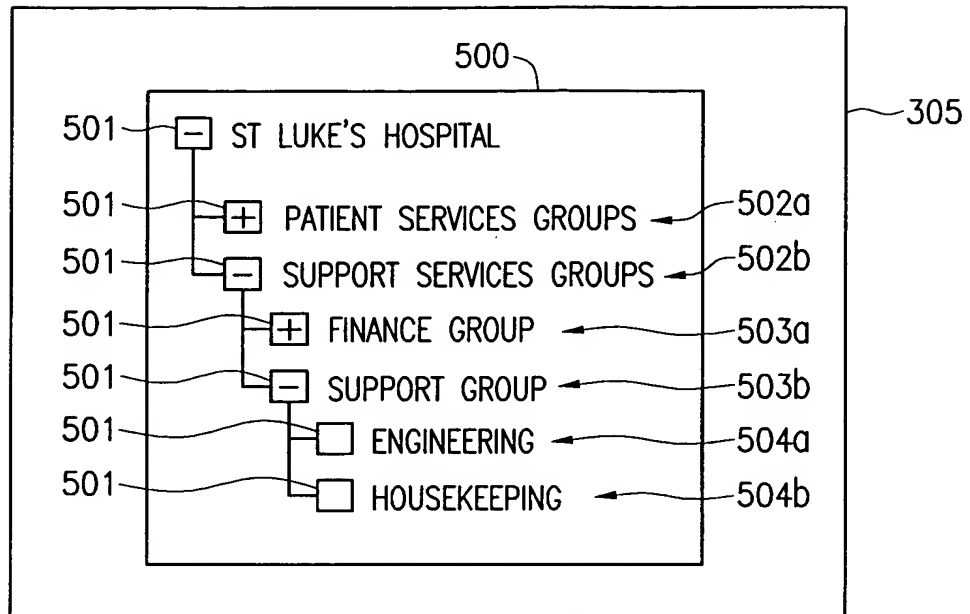 500
305
501 - ST LUKE'S HOSPITAL
501 + PATIENT SERVICES GROUPS 502a
501 - SUPPORT SERVICES GROUPS 502b
501 + FINANCE GROUP 503a
501 - SUPPORT GROUP 503b
501 ENGINEERING 504a
501 HOUSEKEEPING 504b